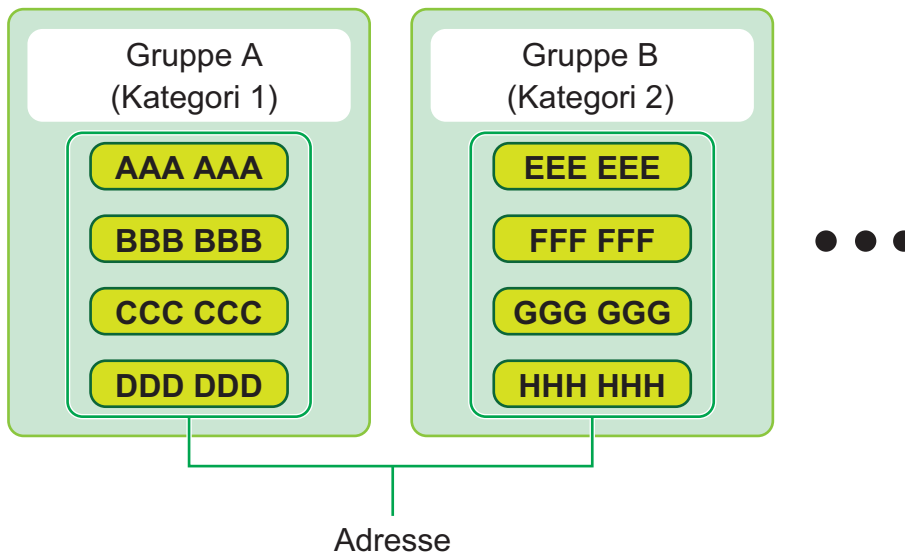 Gruppe A
(Kategori 1)
AAA AAA
BBB BBB
CCC CCC
DDD DDD
Gruppe B
(Kategori 2)
EEE EEE
FFF FFF
GGG GGG
HHH HHH
Adresse